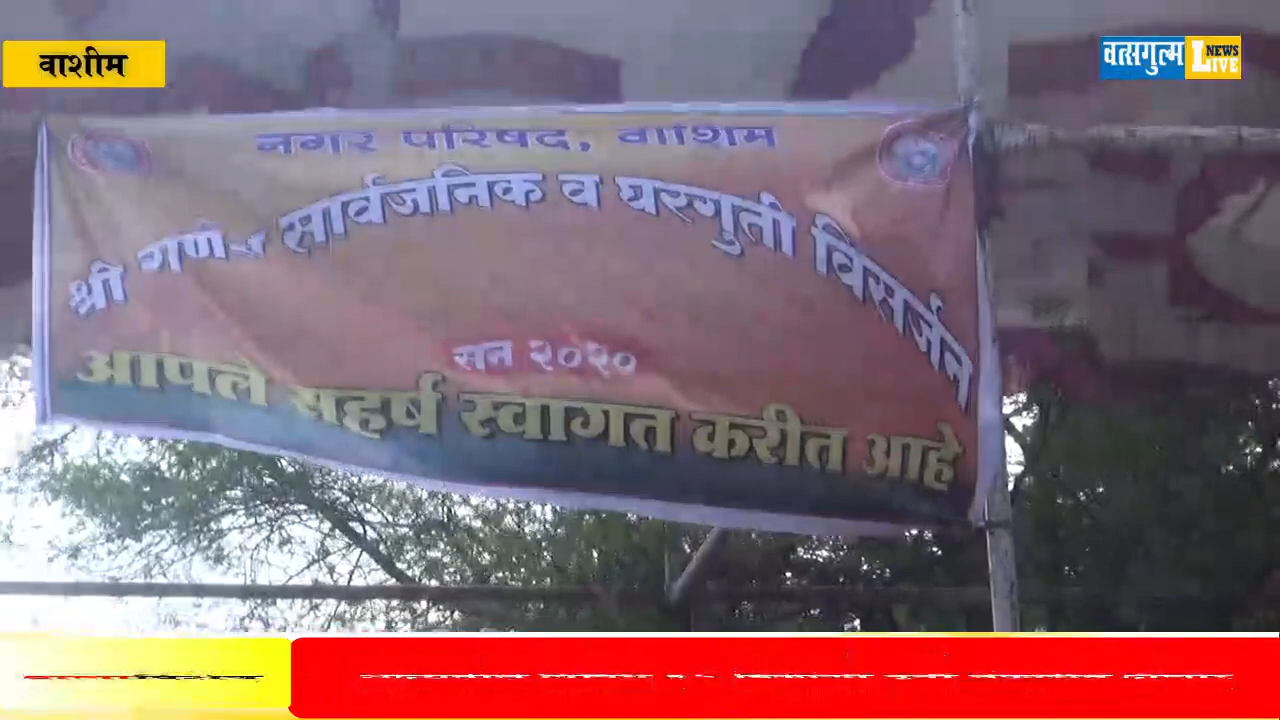 वाशीम
वत्सगुल्म
NEWS
LIVE
नगर परिषद, वाशिम
श्री गणेश सार्वजनिक व घरगुती विसर्जन
सन २०२०
आपले सहर्ष स्वागत करीत आहे